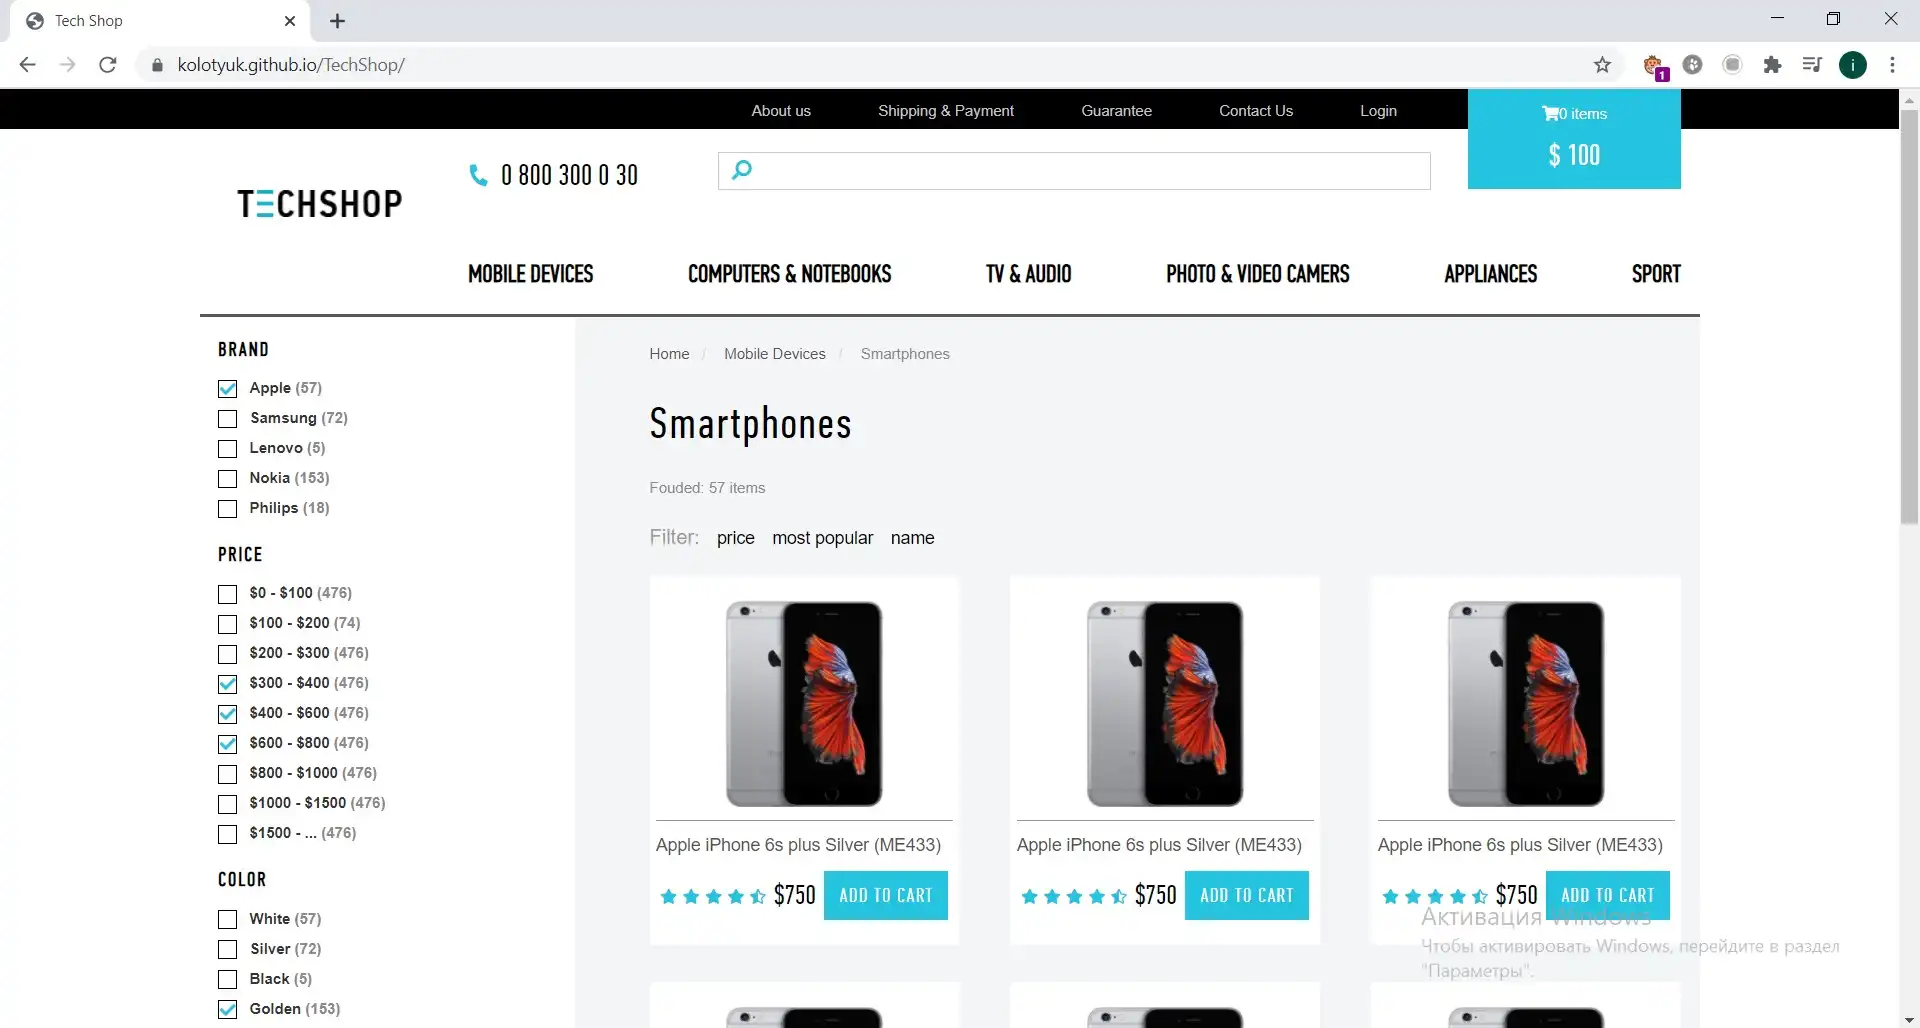 Tech Shop
kolotyuk.github.io/TechShop/
1
i
About us
Shipping & Payment
Guarantee
Contact Us
Login
0 items
$ 100
TECHSHOP
0 800 300 0 30
MOBILE DEVICES
COMPUTERS & NOTEBOOKS
TV & AUDIO
PHOTO & VIDEO CAMERS
APPLIANCES
SPORT
BRAND
Apple (57)
Samsung (72)
Lenovo (5)
Nokia (153)
Philips (18)
PRICE
$0 - $100 (476)
$100 - $200 (74)
$200 - $300 (476)
$300 - $400 (476)
$400 - $600 (476)
$600 - $800 (476)
$800 - $1000 (476)
$1000 - $1500 (476)
$1500 - ... (476)
COLOR
White (57)
Silver (72)
Black (5)
Golden (153)
Home / Mobile Devices / Smartphones
Smartphones
Fouded: 57 items
Filter: price most popular name
Apple iPhone 6s plus Silver (ME433)
$750 ADD TO CART
Apple iPhone 6s plus Silver (ME433)
$750 ADD TO CART
Apple iPhone 6s plus Silver (ME433)
$750 ADD TO CART
Активация Windows
Чтобы активировать Windows, перейдите в раздел
"Параметры".